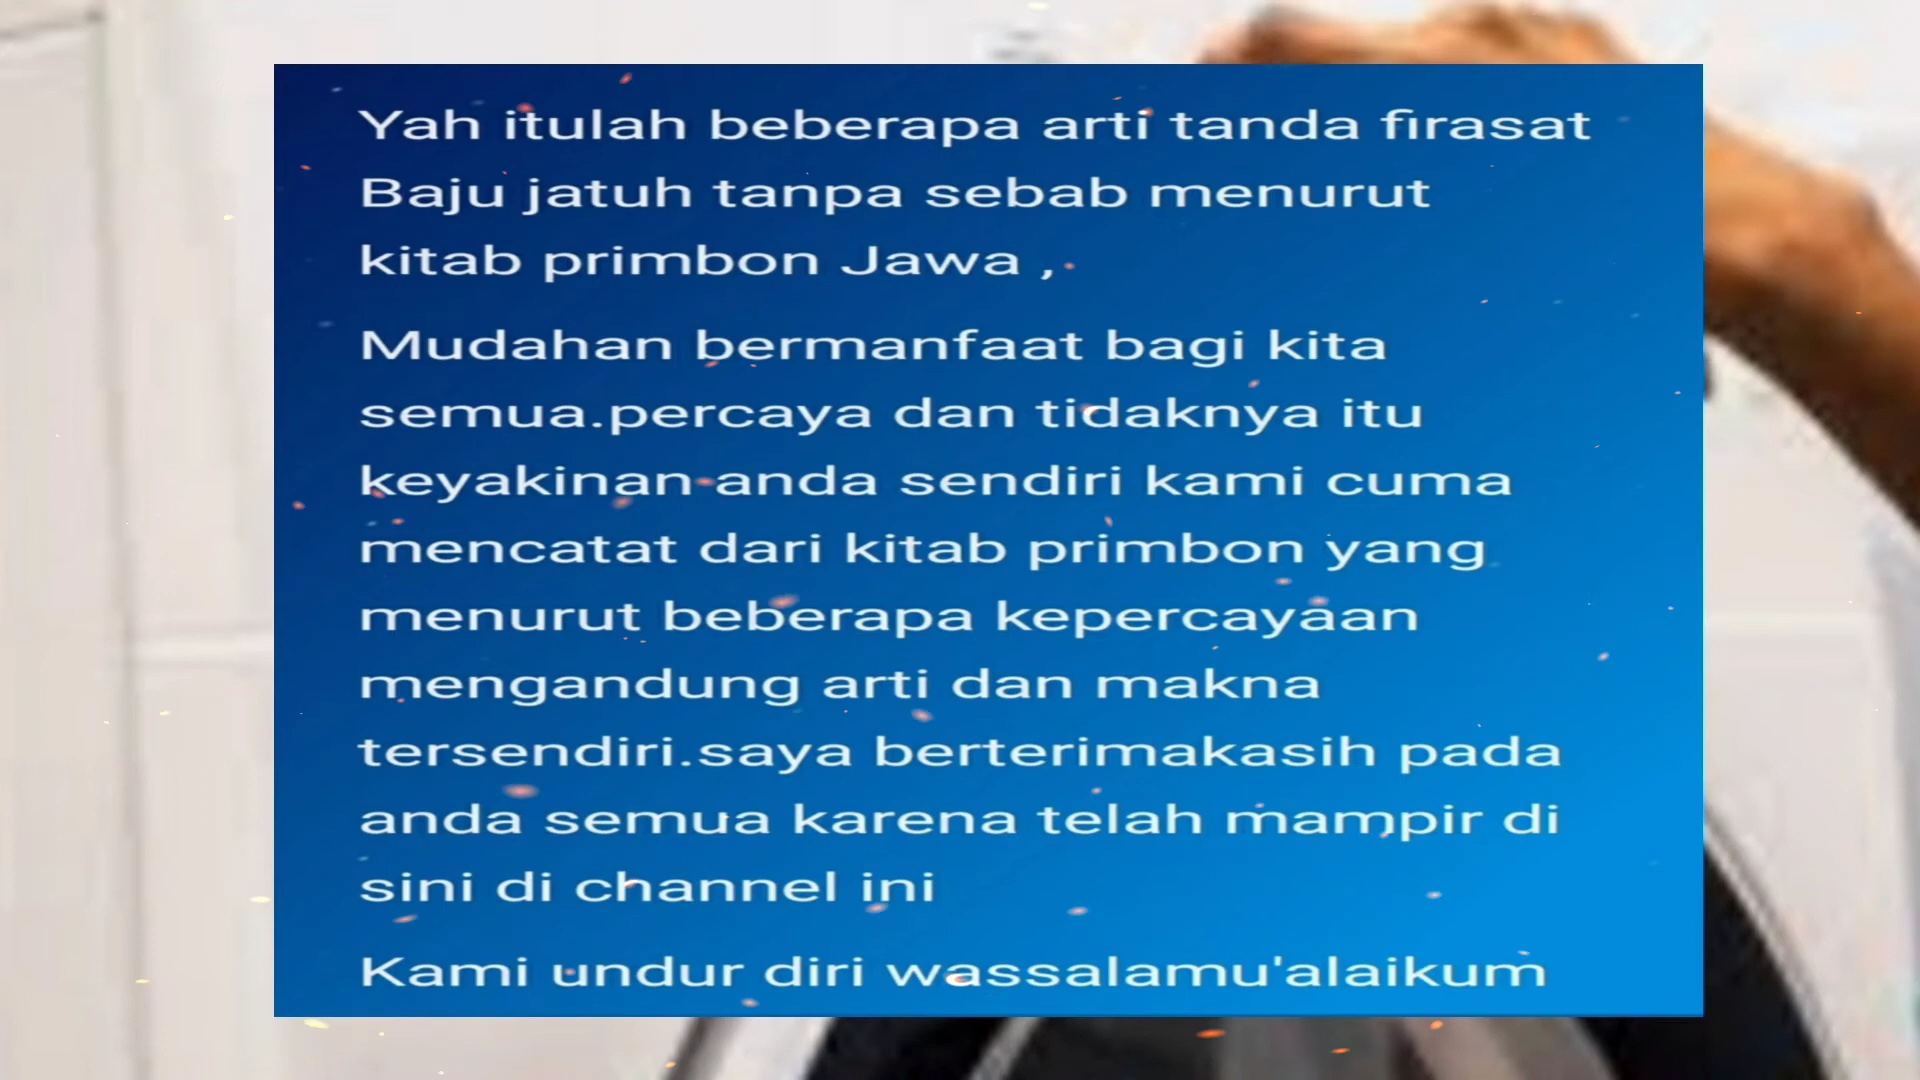 Yah itulah beberapa arti tanda firasat
Baju jatuh tanpa sebab menurut
kitab primbon Jawa ,
Mudahan bermanfaat bagi kita
semua.percaya dan tidaknya itu
keyakinan anda sendiri kami cuma
mencatat dari kitab primbon yang
menurut beberapa kepercayaan
mengandung arti dan makna
tersendiri.saya berterimakasih pada
anda semua karena telah mampir di
sini di channel ini
Kami undur diri wassalamu'alaikum